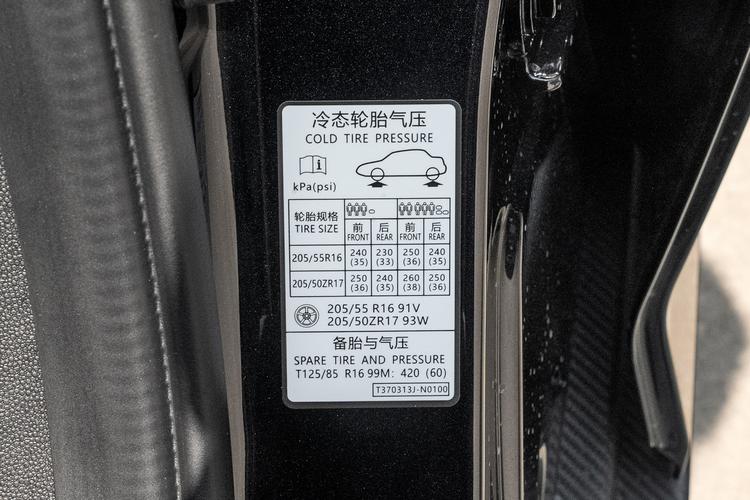 冷态轮胎气压
COLD TIRE PRESSURE
i
kPa(psi)
轮胎规格
TIRE SIZE
前 后 前 后
FRONT REAR FRONT REAR
205/55R16 240 (35) 230 (33) 250 (36) 240 (35)
205/50ZR17 250 (36) 240 (35) 260 (38) 250 (36)
205/55 R16 91V
205/50ZR17 93W
备胎与气压
SPARE TIRE AND PRESSURE
T125/85 R16 99M: 420 (60)
T370313J-N0100